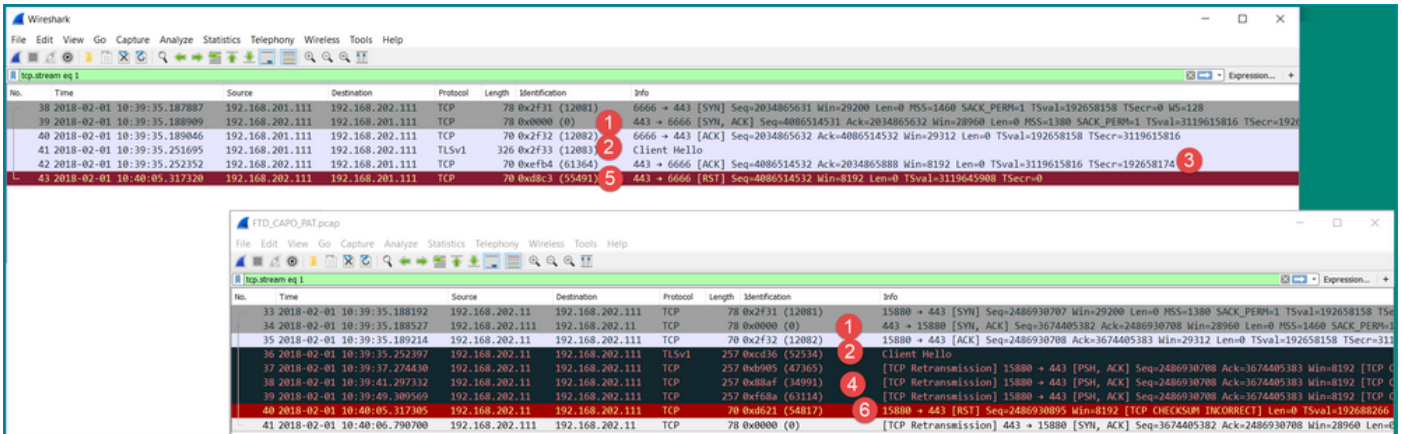 Wireshark
File Edit View Go Capture Analyze Statistics Telephony Wireless Tools Help
tcp.stream eq 1
Expression... +
No. Time Source Destination Protocol Length Identification Info
38 2018-02-01 10:39:35.187887 192.168.201.111 192.168.202.111 TCP 78 0x2f31 (12081) 6666 → 443 [SYN] Seq=2034865631 Win=29200 Len=0 MSS=1460 SACK_PERM=1 TSval=192658158 TSecr=0 WS=128
39 2018-02-01 10:39:35.188909 192.168.202.111 192.168.201.111 TCP 78 0x0000 (0) 1 443 → 6666 [SYN, ACK] Seq=4086514531 Ack=2034865632 Win=28960 Len=0 MSS=1380 SACK_PERM=1 TSval=3119615816 TSecr=1926
40 2018-02-01 10:39:35.189046 192.168.201.111 192.168.202.111 TCP 70 0x2f32 (12082) 6666 → 443 [ACK] Seq=2034865632 Ack=4086514532 Win=29312 Len=0 TSval=192658158 TSecr=3119615816
41 2018-02-01 10:39:35.251695 192.168.201.111 192.168.202.111 TLSv1 326 0x2f33 (12083) 2 Client Hello
42 2018-02-01 10:39:35.252352 192.168.202.111 192.168.201.111 TCP 70 0xefb4 (61364) 443 → 6666 [ACK] Seq=4086514532 Ack=2034865888 Win=8192 Len=0 TSval=3119615816 TSecr=192658174 3
43 2018-02-01 10:40:05.317320 192.168.202.111 192.168.201.111 TCP 70 0xd8c3 (55491) 5 443 → 6666 [RST] Seq=4086514532 Win=8192 Len=0 TSval=3119645908 TSecr=0
FTD_CAPO_PAT.pcap
File Edit View Go Capture Analyze Statistics Telephony Wireless Tools Help
tcp.stream eq 1
Expression... +
No. Time Source Destination Protocol Length Identification Info
33 2018-02-01 10:39:35.188192 192.168.202.11 192.168.202.111 TCP 78 0x2f31 (12081) 15880 → 443 [SYN] Seq=2486930707 Win=29200 Len=0 MSS=1380 SACK_PERM=1 TSval=192658158 TSe
34 2018-02-01 10:39:35.188527 192.168.202.111 192.168.202.11 TCP 78 0x0000 (0) 1 443 → 15880 [SYN, ACK] Seq=3674405382 Ack=2486930708 Win=28960 Len=0 MSS=1460 SACK_PERM=1
35 2018-02-01 10:39:35.189214 192.168.202.11 192.168.202.111 TCP 70 0x2f32 (12082) 15880 → 443 [ACK] Seq=2486930708 Ack=3674405383 Win=29312 Len=0 TSval=192658158 TSecr=311
36 2018-02-01 10:39:35.252397 192.168.202.11 192.168.202.111 TLSv1 257 0xcd36 (52534) 2 Client Hello
37 2018-02-01 10:39:37.274430 192.168.202.11 192.168.202.111 TCP 257 0xb905 (47365) [TCP Retransmission] 15880 → 443 [PSH, ACK] Seq=2486930708 Ack=3674405383 Win=8192 [TCP C
38 2018-02-01 10:39:41.297332 192.168.202.11 192.168.202.111 TCP 257 0x88af (34991) 4 [TCP Retransmission] 15880 → 443 [PSH, ACK] Seq=2486930708 Ack=3674405383 Win=8192 [TCP C
39 2018-02-01 10:39:49.309569 192.168.202.11 192.168.202.111 TCP 257 0xf68a (63114) [TCP Retransmission] 15880 → 443 [PSH, ACK] Seq=2486930708 Ack=3674405383 Win=8192 [TCP C
40 2018-02-01 10:40:05.317305 192.168.202.11 192.168.202.111 TCP 70 0xd621 (54817) 6 15880 → 443 [RST] Seq=2486930895 Win=8192 [TCP CHECKSUM INCORRECT] Len=0 TSval=192688266
41 2018-02-01 10:40:06.790700 192.168.202.111 192.168.202.11 TCP 78 0x0000 (0) [TCP Retransmission] 443 → 15880 [SYN, ACK] Seq=3674405382 Ack=2486930708 Win=28960 Len=0